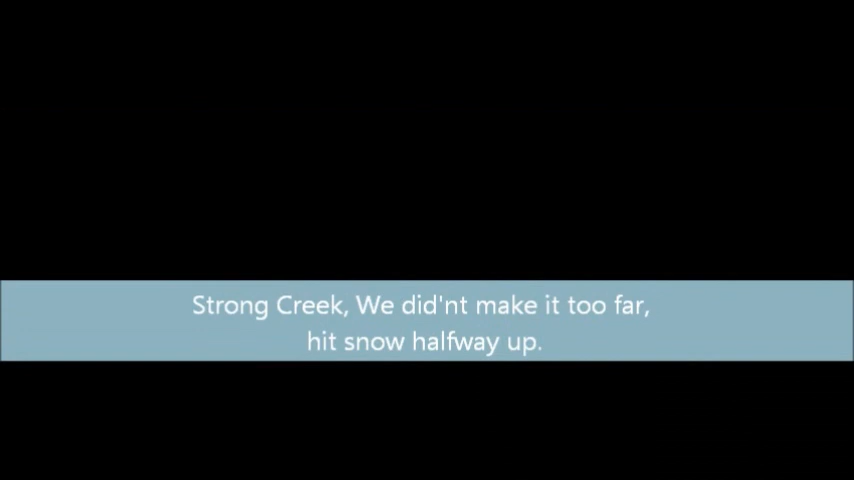 Strong Creek, We did'nt make it too far,
hit snow halfway up.